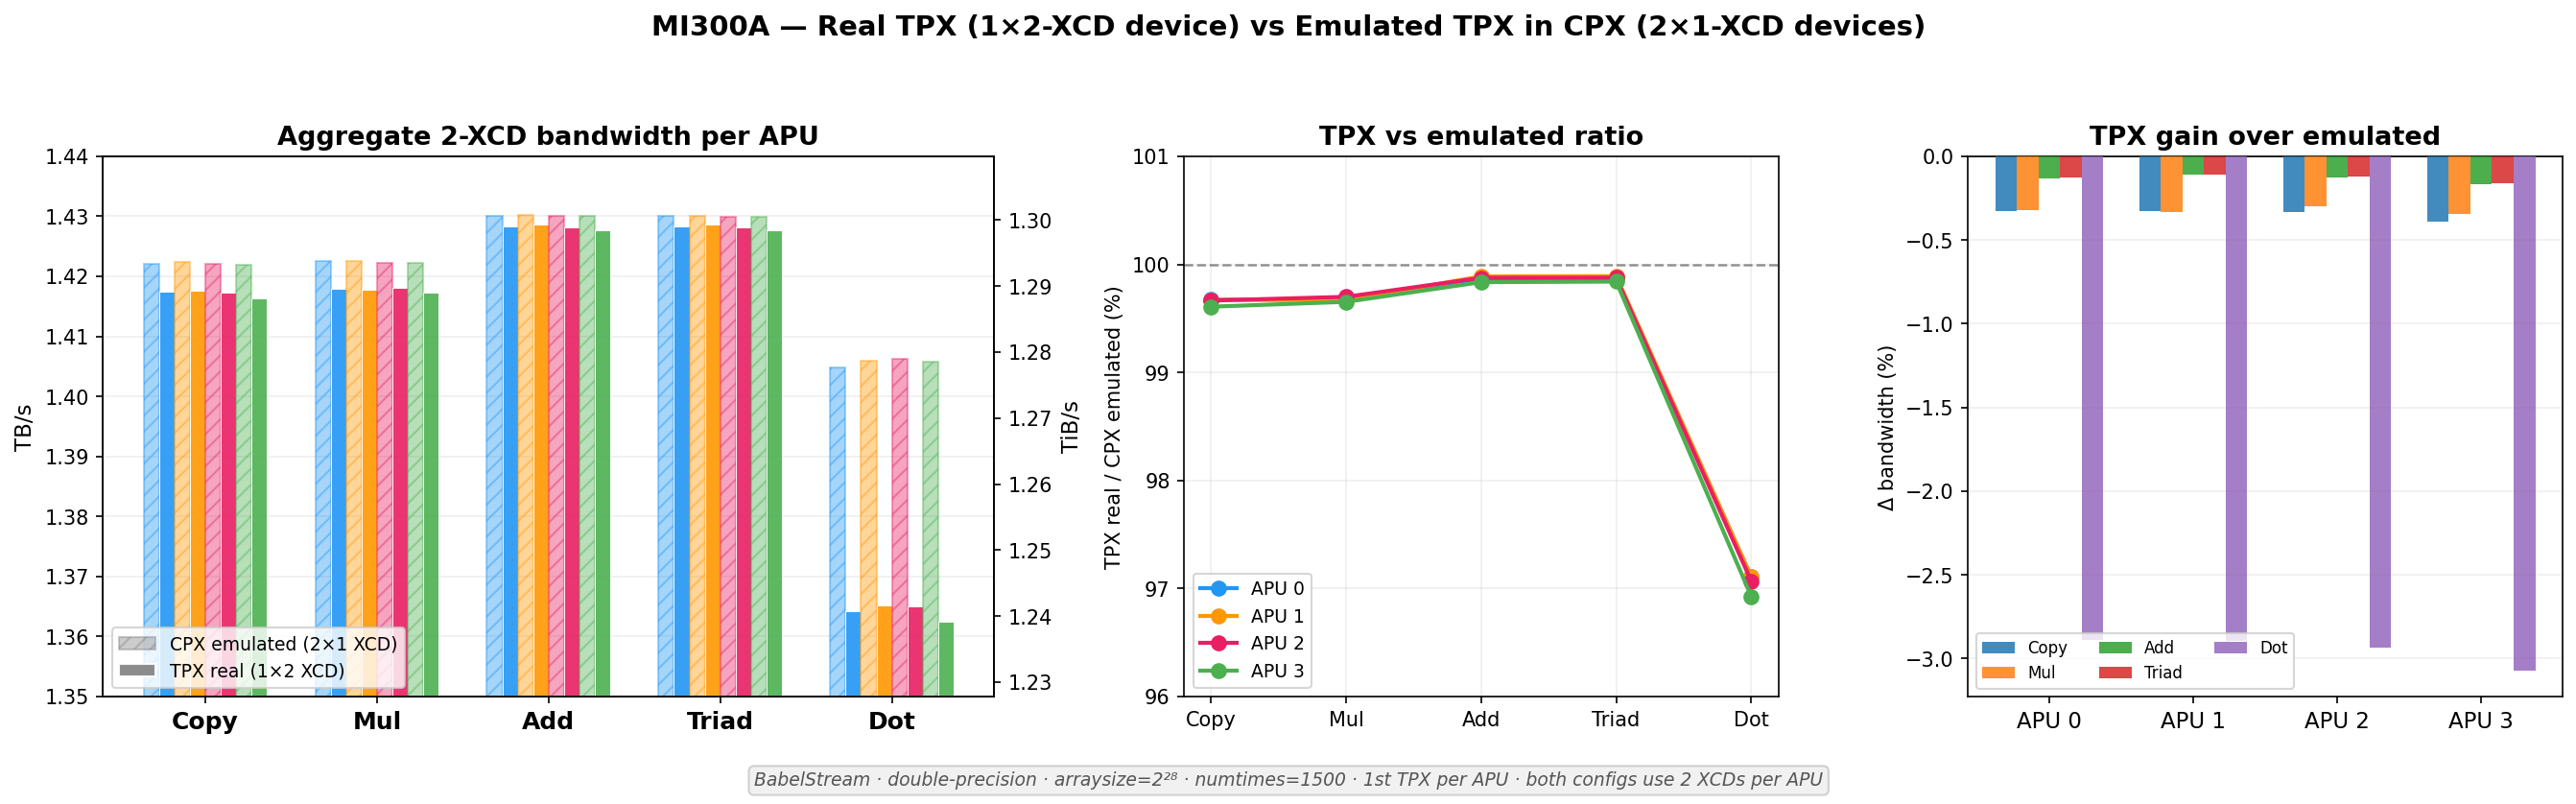 MI300A — Real TPX (1×2-XCD device) vs Emulated TPX in CPX (2×1-XCD devices)
Aggregate 2-XCD bandwidth per APU
TB/s
1.44
1.43
1.42
1.41
1.40
1.39
1.38
1.37
1.36
1.35
1.30
1.29
1.28
1.27
1.26
1.25
1.24
1.23
TiB/s
CPX emulated (2×1 XCD)
TPX real (1×2 XCD)
Copy Mul Add Triad Dot
TPX vs emulated ratio
TPX real / CPX emulated (%)
101
100
99
98
97
96
APU 0
APU 1
APU 2
APU 3
Copy Mul Add Triad Dot
TPX gain over emulated
Δ bandwidth (%)
0.0
−0.5
−1.0
−1.5
−2.0
−2.5
−3.0
Copy Add Dot
Mul Triad
APU 0 APU 1 APU 2 APU 3
BabelStream · double-precision · arraysize=2²⁸ · numtimes=1500 · 1st TPX per APU · both configs use 2 XCDs per APU